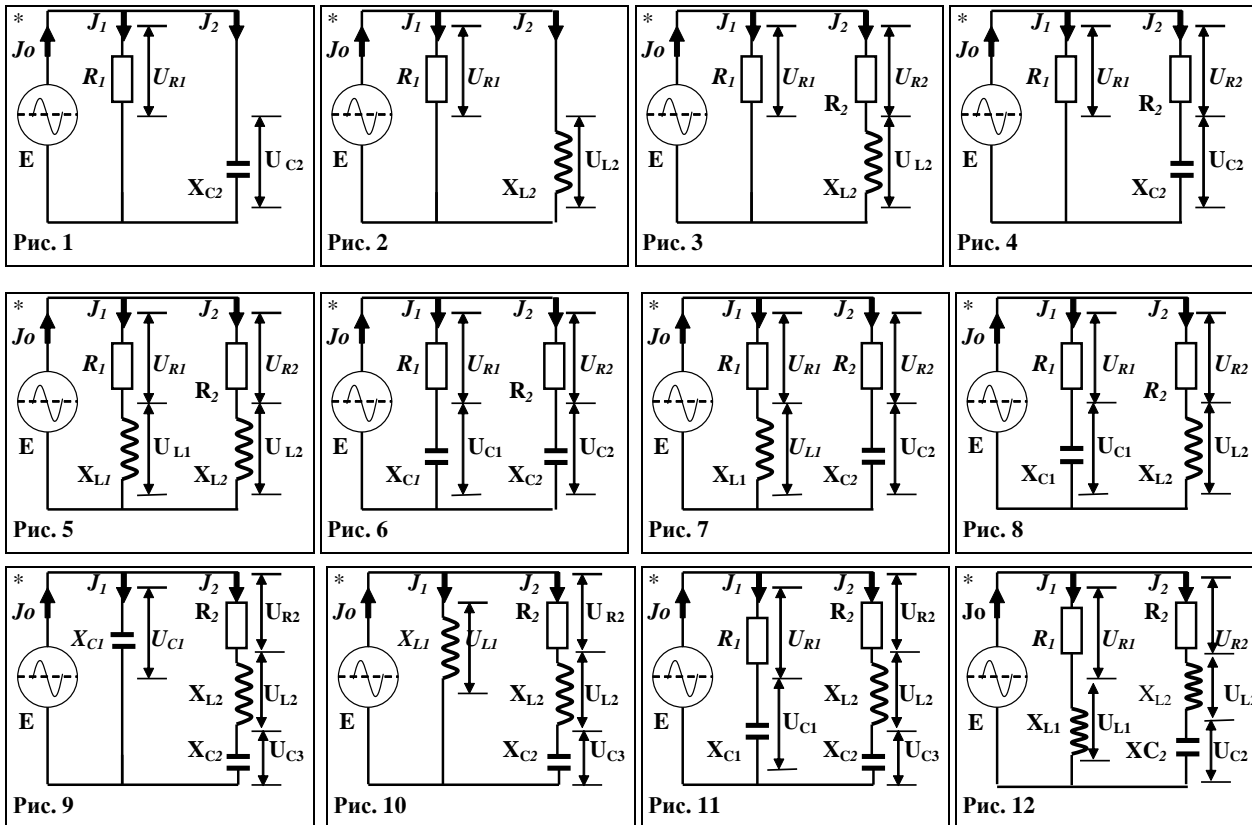 * J1 J2
Jo
R1 UR1
E
XC2 UC2
Рис. 1
* J1 J2
Jo
R1 UR1
E
XL2 UL2
Рис. 2
* J1 J2
Jo
R1 UR1 UR2
R2
E
XL2 UL2
Рис. 3
* J1 J2
Jo
R1 UR1 UR2
R2
E
XC2 UC2
Рис. 4
* J1 J2
Jo
R1 UR1 UR2
R2
E UL1 UL2
XL1 XL2
Рис. 5
* J1 J2
Jo
R1 UR1 UR2
R2
E UC1 UC2
XC1 XC2
Рис. 6
* J1 J2
Jo
R1 UR1 R2 UR2
E UL1 UC2
XL1 XC2
Рис. 7
* J1 J2
Jo
R1 UR1 UR2
R2
E UC1 UL2
XC1 XL2
Рис. 8
* J1 J2
Jo R2 UR2
XC1 UC1
XL2 UL2
E
XC2 UC3
Рис. 9
* J1 J2
Jo R2 UR2
XL1 UL1
XL2 UL2
E
XC2 UC3
Рис. 10
* J1 J2
Jo R2 UR2
R1 UR1
XL2 UL2
E UC1
XC1 XC2 UC3
Рис. 11
* J1 J2
Jo R2
R1 UR1 UR2
XL2 UL2
E XL1 UL1
XC2 UC2
Рис. 12